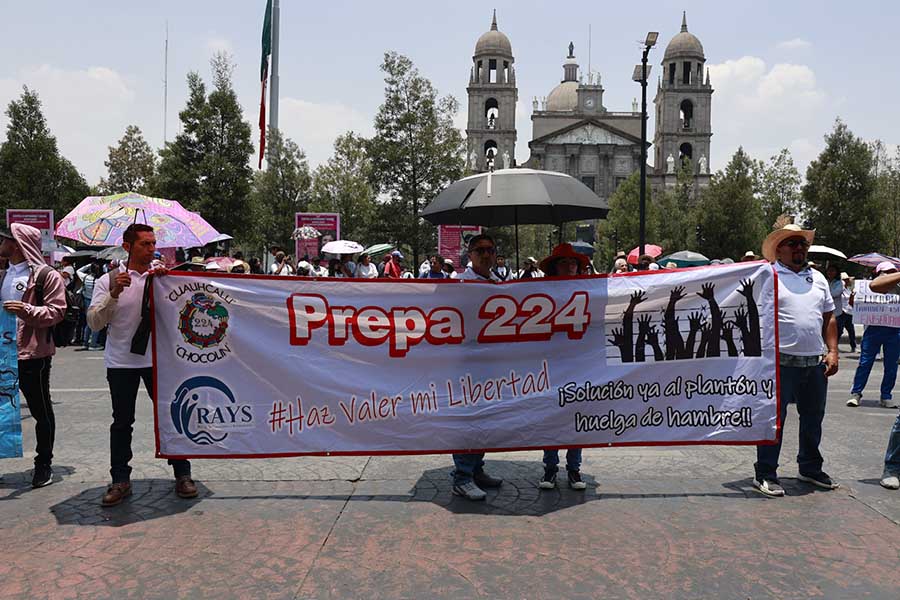 CUAUHCALLI
224
CHOCOLIN
RAYS
Prepa 224
#Haz Valer mi Libertad
¡Solución ya al plantón y
huelga de hambre!!